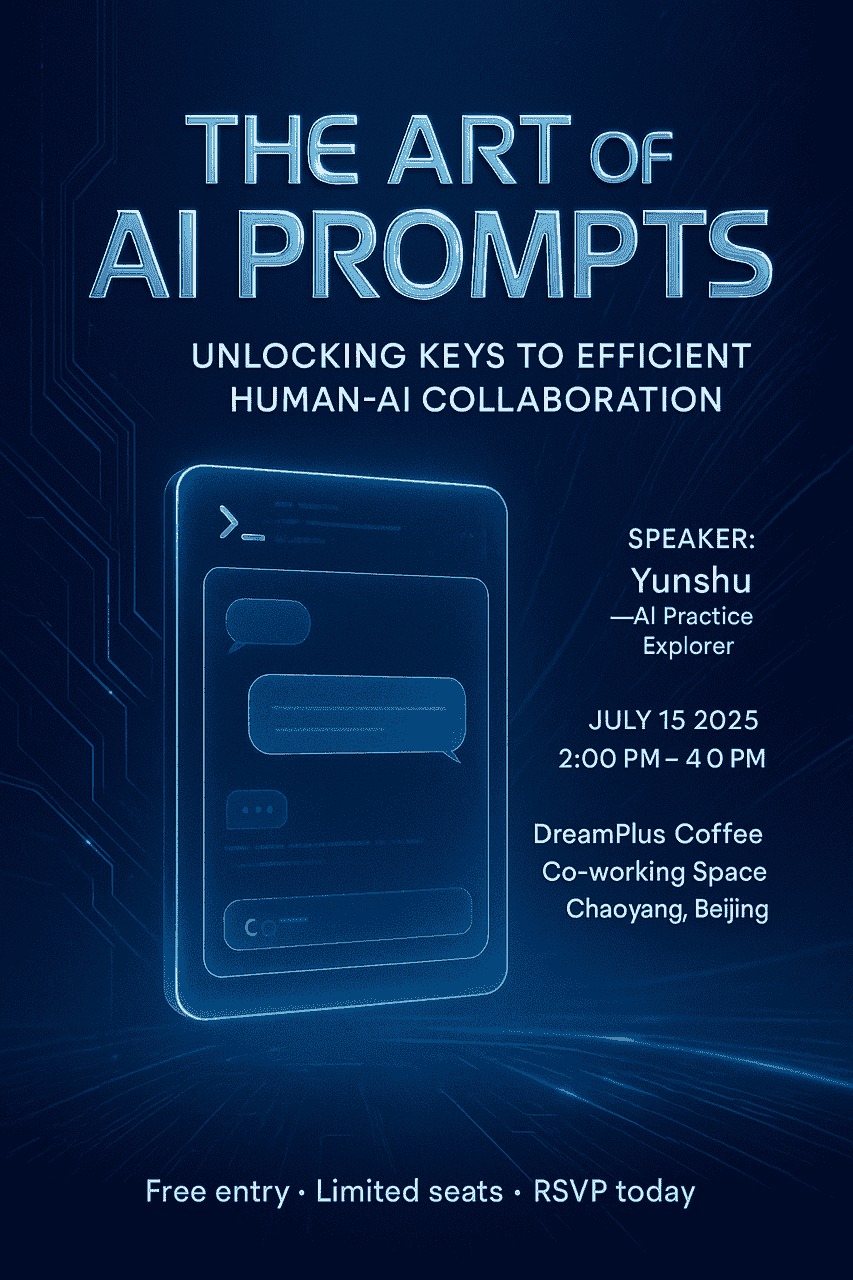 THE ART OF
AI PROMPTS
UNLOCKING KEYS TO EFFICIENT
HUMAN-AI COLLABORATION
>_
SPEAKER:
Yunshu
—AI Practice
Explorer
JULY 15 2025
2:00 PM – 4 0 PM
DreamPlus Coffee
Co-working Space
Chaoyang, Beijing
Free entry · Limited seats · RSVP today